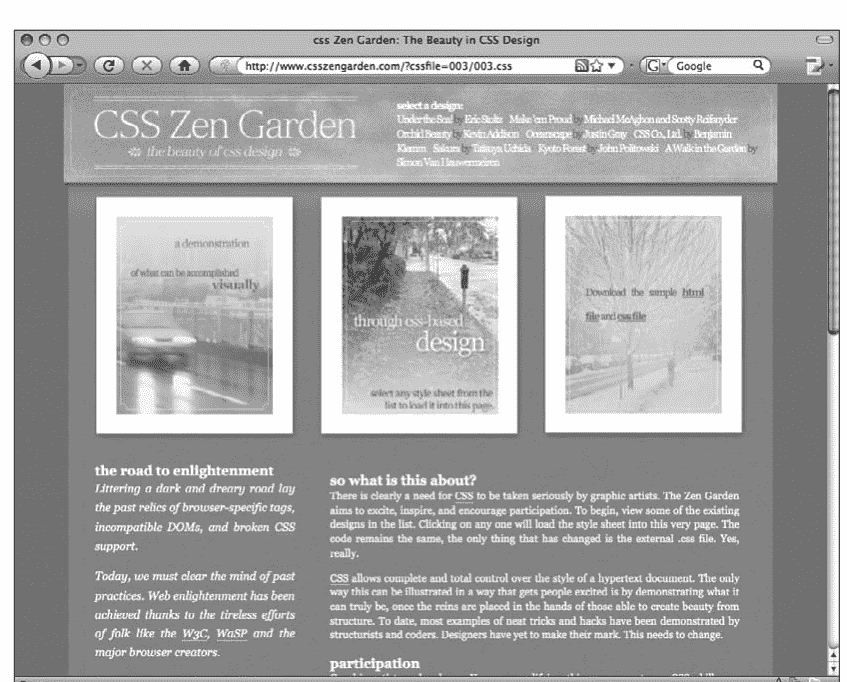 css Zen Garden: The Beauty in CSS Design
http://www.csszengarden.com/?cssfile=003/003.css
G
Google
CSS Zen Garden
the beauty of css design
select a design:
Under the Sea! by Eric Stoltz Make 'em Proud by Michael McAghon and Scotty Reifsnyder
Orchid Beauty by Kevin Addison Oceanscape by Justin Gray CSS Co., Ltd. by Benjamin
Klemm Sakura by Tatsuya Uchida Kyoto Forest by John Politowski A Walk in the Garden by
Simon Van Hauwermeiren
a demonstration
of what can be accomplished
visually
through css-based
design
select any style sheet from the
list to load it into this page.
Download the sample html
file and css file
the road to enlightenment
Littering a dark and dreary road lay
the past relics of browser-specific tags,
incompatible DOMs, and broken CSS
support.
Today, we must clear the mind of past
practices. Web enlightenment has been
achieved thanks to the tireless efforts
of folk like the W3C, WaSP and the
major browser creators.
so what is this about?
There is clearly a need for CSS to be taken seriously by graphic artists. The Zen Garden
aims to excite, inspire, and encourage participation. To begin, view some of the existing
designs in the list. Clicking on any one will load the style sheet into this very page. The
code remains the same, the only thing that has changed is the external .css file. Yes,
really.
CSS allows complete and total control over the style of a hypertext document. The only
way this can be illustrated in a way that gets people excited is by demonstrating what it
can truly be, once the reins are placed in the hands of those able to create beauty from
structure. To date, most examples of neat tricks and hacks have been demonstrated by
structurists and coders. Designers have yet to make their mark. This needs to change.
participation